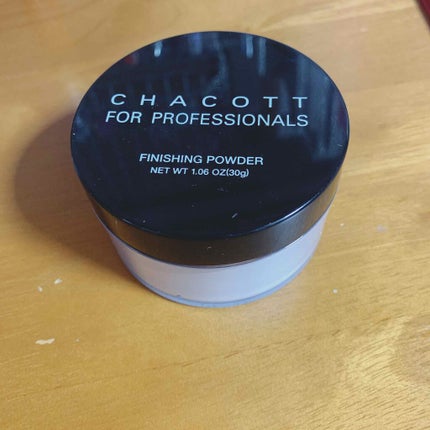 CHACOTT
FOR PROFESSIONALS
FINISHING POWDER
NET WT 1.06 OZ(30g)